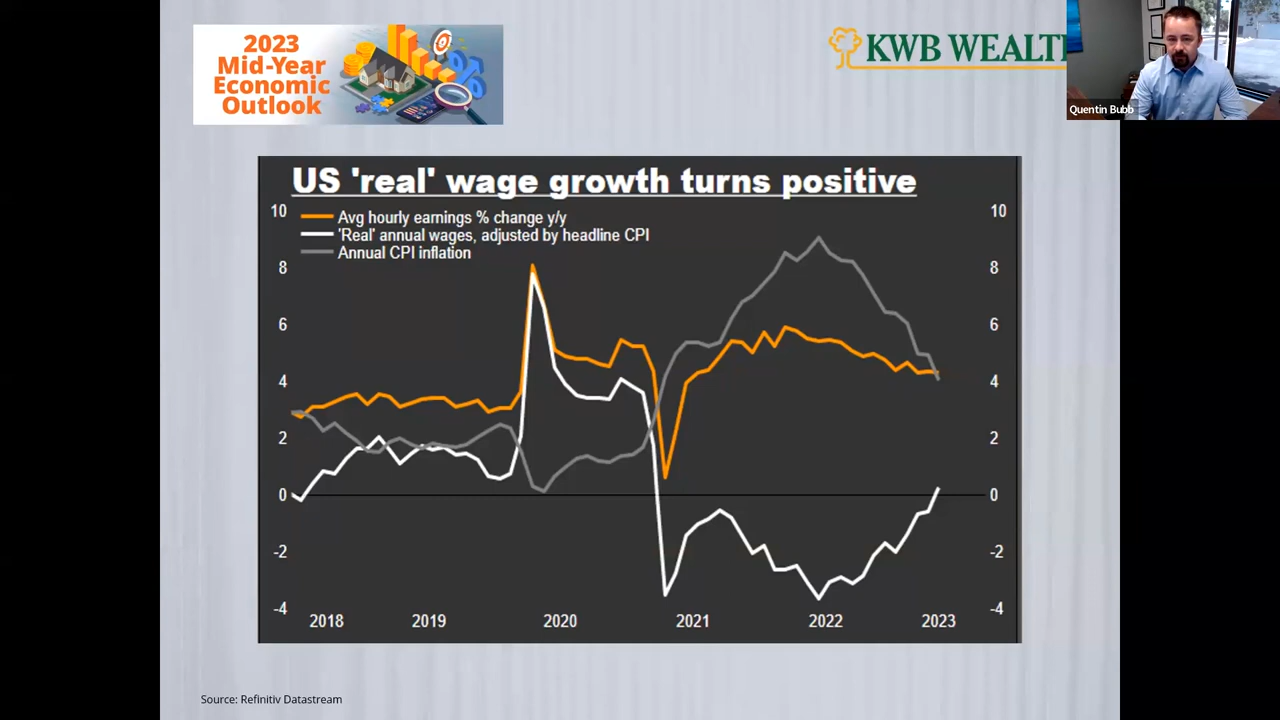 2023
Mid-Year
Economic
Outlook
KWB WEALTH
Quentin Bubb
US 'real' wage growth turns positive
Avg hourly earnings % change y/y
'Real' annual wages, adjusted by headline CPI
Annual CPI inflation
10 10
8 8
6 6
4 4
2 2
0 0
-2 -2
-4 -4
2018 2019 2020 2021 2022 2023
Source: Refinitiv Datastream